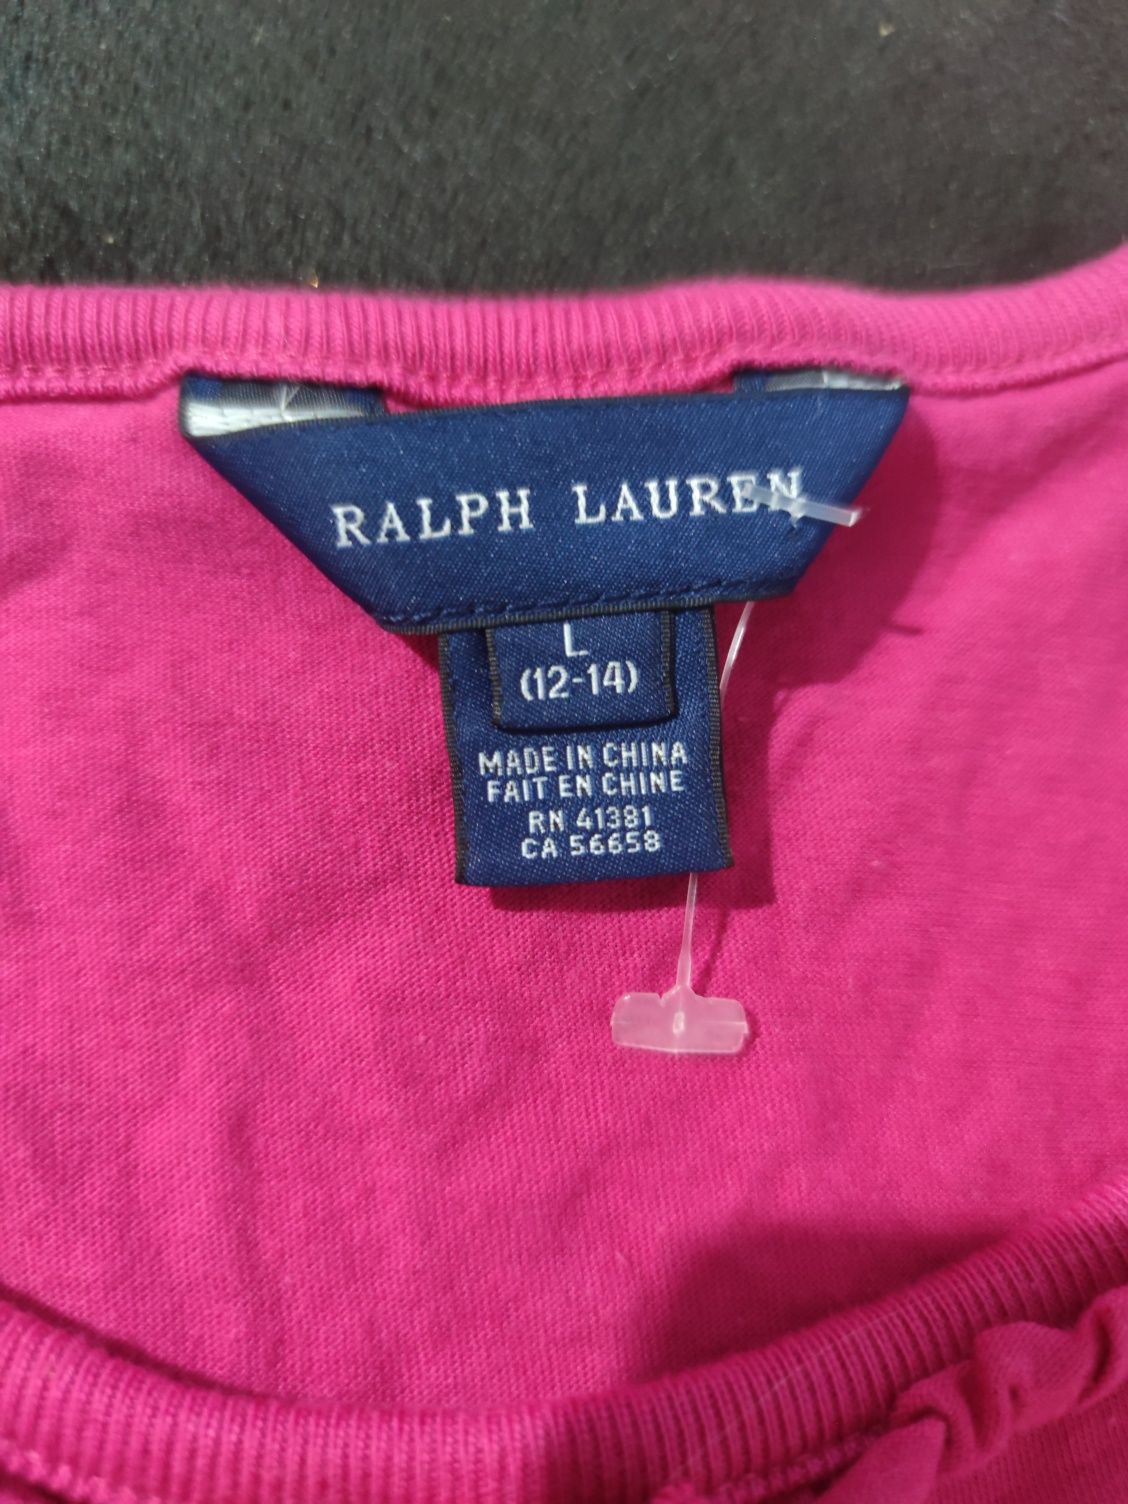 RALPH LAUREN
L
(12-14)
MADE IN CHINA
FAIT EN CHINE
RN 41381
CA 56658